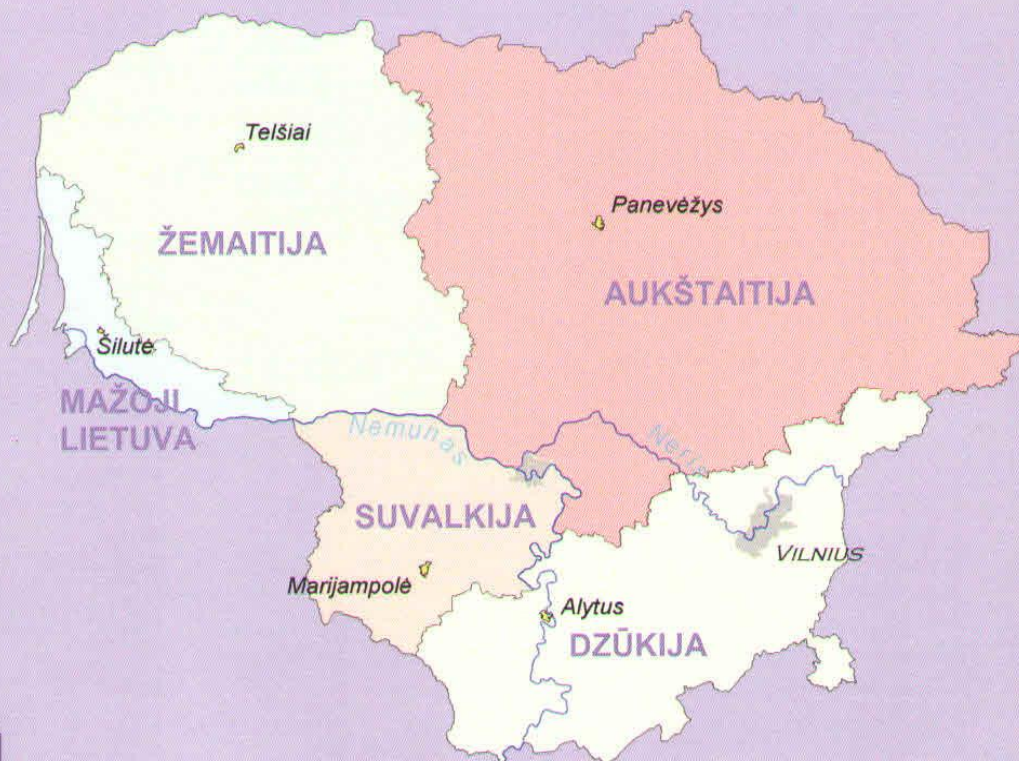 Telšiai
Panevėžys
ŽEMAITIJA
AUKŠTAITIJA
Šilutė
MAŽOJI
LIETUVA
Nemunas
Neris
SUVALKIJA
VILNIUS
Marijampolė
Alytus
DZŪKIJA